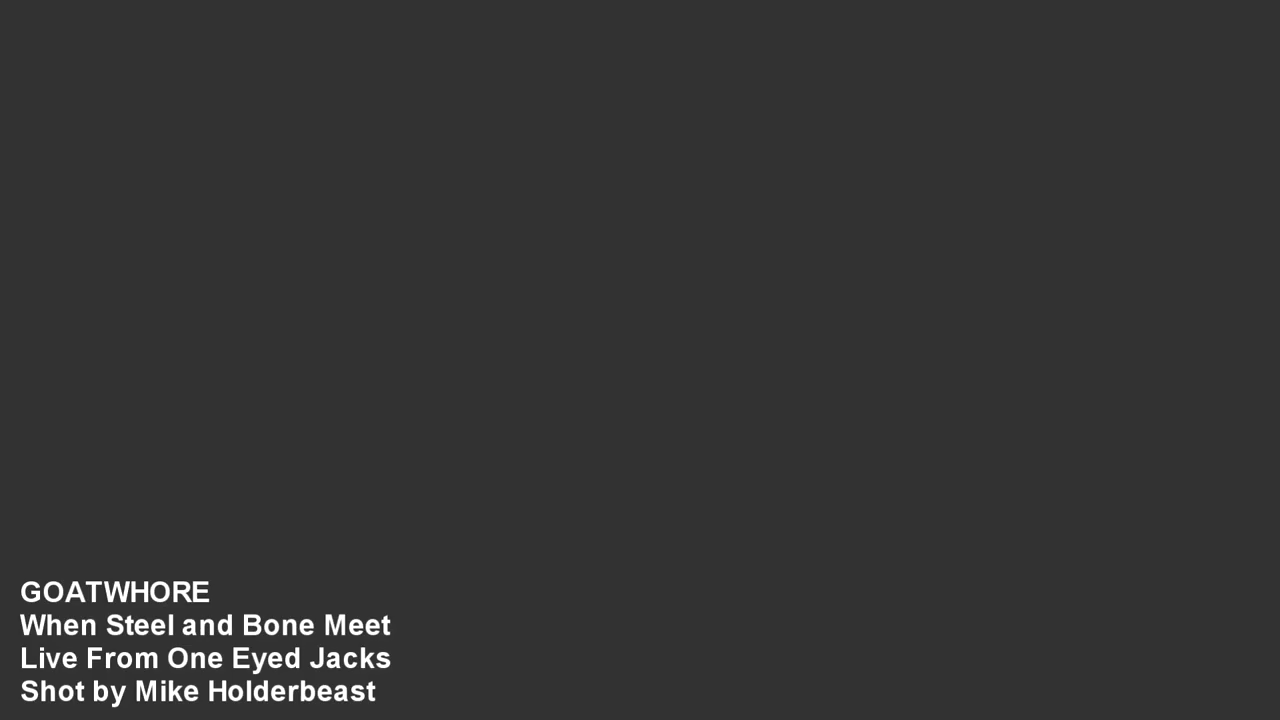 GOATWHORE
When Steel and Bone Meet
Live From One Eyed Jacks
Shot by Mike Holderbeast